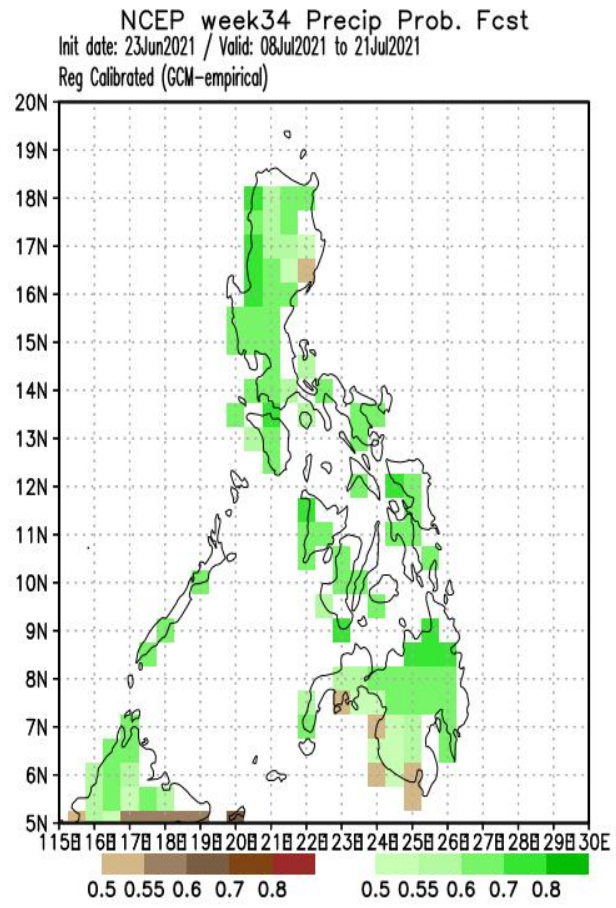 NCEP week34 Precip Prob. Fcst
Init date: 23Jun2021 / Valid: 08Jul2021 to 21Jul2021
Reg Calibrated (GCM-empirical)
20N
19N
18N
17N
16N
15N
14N
13N
12N
11N
10N
9N
8N
7N
6N
5N
115E 116E 117E 118E 119E 120E 121E 122E 123E 124E 125E 126E 127E 128E 129E 130E
0.5 0.55 0.6 0.7 0.8 0.5 0.55 0.6 0.7 0.8